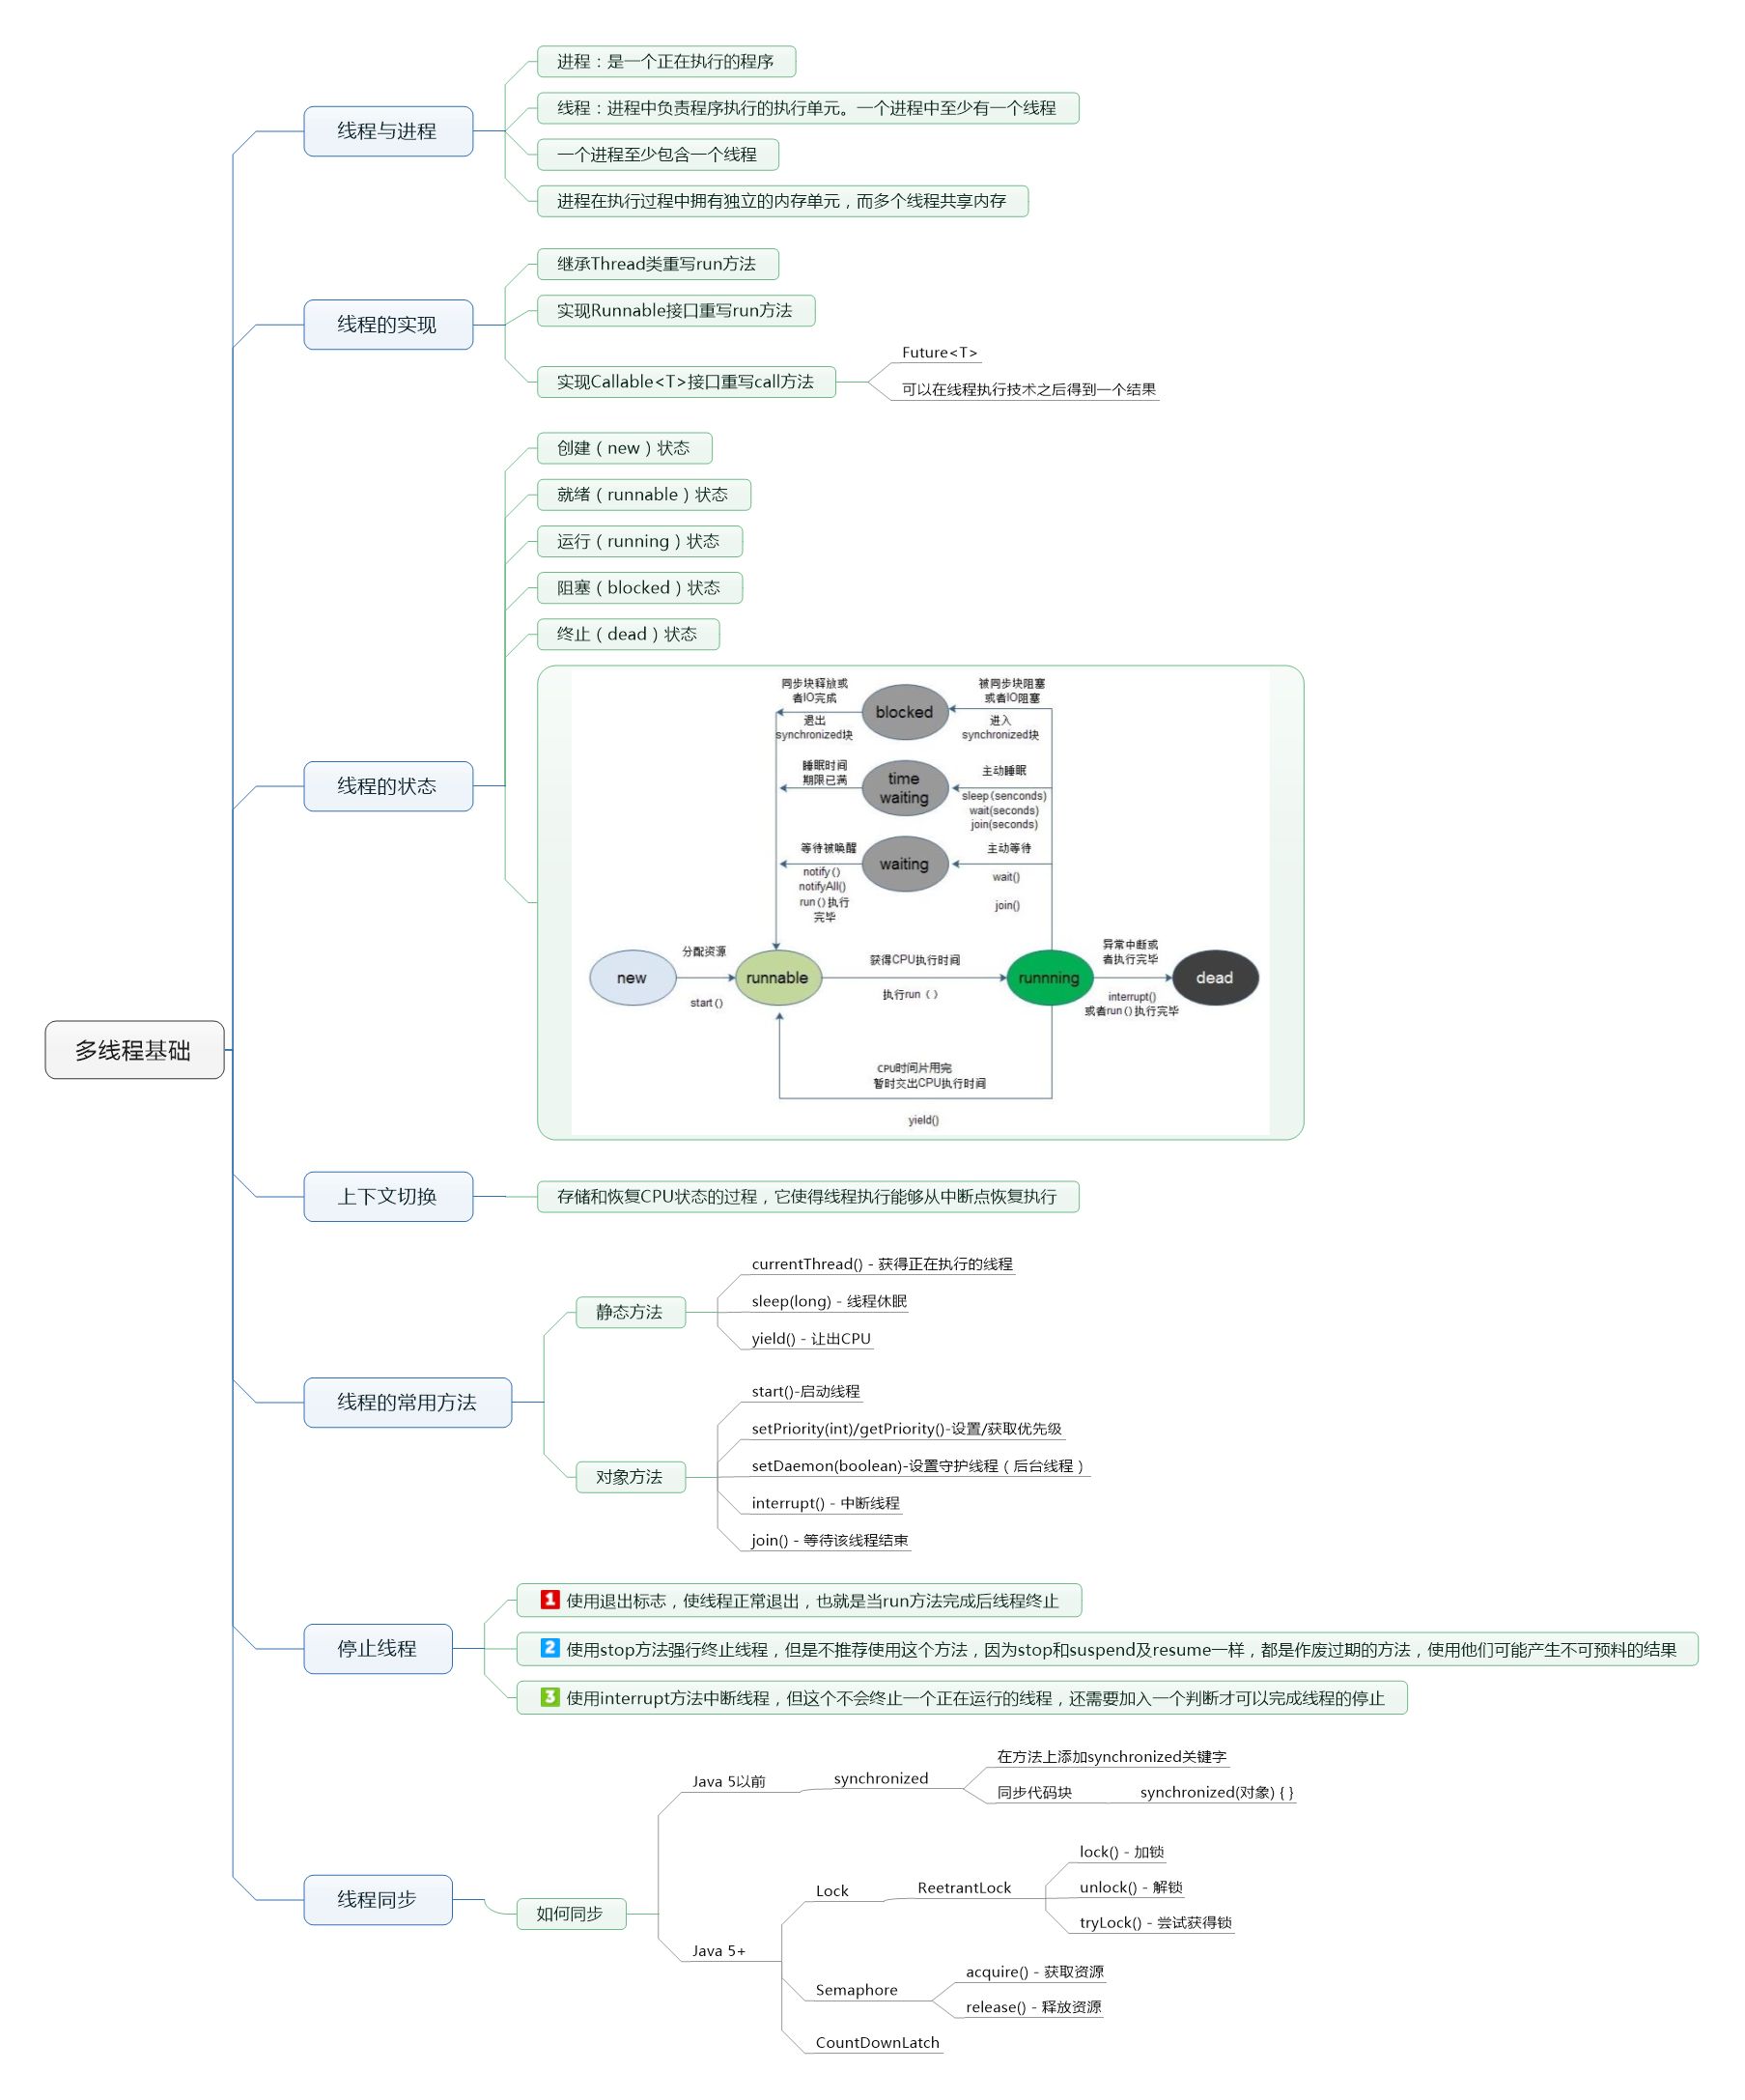 多线程基础
线程与进程
进程：是一个正在执行的程序
线程：进程中负责程序执行的执行单元。一个进程中至少有一个线程
一个进程至少包含一个线程
进程在执行过程中拥有独立的内存单元，而多个线程共享内存
线程的实现
继承Thread类重写run方法
实现Runnable接口重写run方法
实现Callable<T>接口重写call方法
Future<T>
可以在线程执行技术之后得到一个结果
线程的状态
创建（new）状态
就绪（runnable）状态
运行（running）状态
阻塞（blocked）状态
终止（dead）状态
同步块释放或
者IO完成
退出
synchronized块
blocked
被同步块阻塞
或者IO阻塞
进入
synchronized块
睡眠时间
期限已满
time
waiting
主动睡眠
sleep(senconds)
wait(seconds)
join(seconds)
等待被唤醒
notify()
notifyAll()
run()执行
完毕
waiting
主动等待
wait()
join()
new
分配资源
start()
runnable
获得CPU执行时间
执行run（）
runnning
异常中断或
者执行完毕
interrupt()
或者run()执行完毕
dead
CPU时间片用完
暂时交出CPU执行时间
yield()
上下文切换
存储和恢复CPU状态的过程，它使得线程执行能够从中断点恢复执行
线程的常用方法
静态方法
currentThread() - 获得正在执行的线程
sleep(long) - 线程休眠
yield() - 让出CPU
对象方法
start()-启动线程
setPriority(int)/getPriority()-设置/获取优先级
setDaemon(boolean)-设置守护线程（后台线程）
interrupt() - 中断线程
join() - 等待该线程结束
停止线程
1 使用退出标志，使线程正常退出，也就是当run方法完成后线程终止
2 使用stop方法强行终止线程，但是不推荐使用这个方法，因为stop和suspend及resume一样，都是作废过期的方法，使用他们可能产生不可预料的结果
3 使用interrupt方法中断线程，但这个不会终止一个正在运行的线程，还需要加入一个判断才可以完成线程的停止
线程同步
如何同步
Java 5以前
synchronized
在方法上添加synchronized关键字
同步代码块
synchronized(对象) { }
Java 5+
Lock
ReetrantLock
lock() - 加锁
unlock() - 解锁
tryLock() - 尝试获得锁
Semaphore
acquire() - 获取资源
release() - 释放资源
CountDownLatch